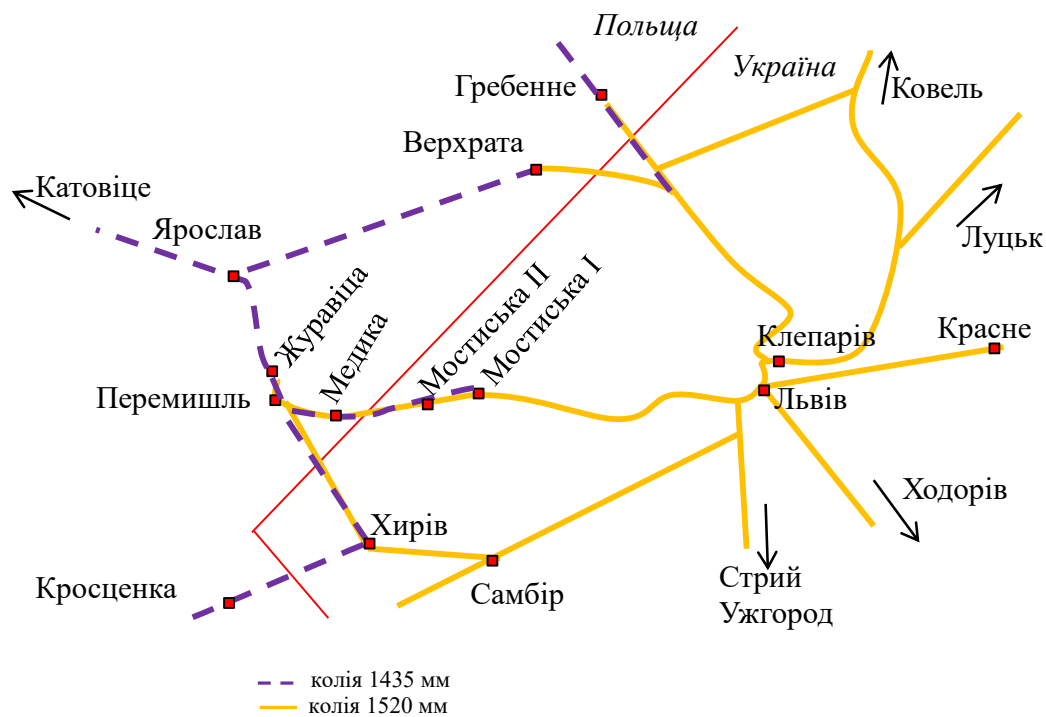 Польща
Україна
Гребенне
Ковель
Верхрата
Катовіце
Ярослав
Луцьк
Журавіца
Медика
Мостиська II
Мостиська I
Клепарів
Красне
Перемишль
Львів
Ходорів
Хирів
Кросценка
Самбір
Стрий
Ужгород
колія 1435 мм
колія 1520 мм